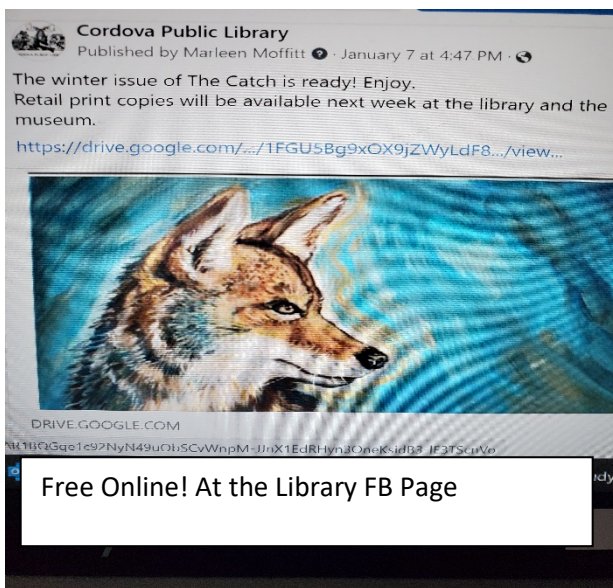 Cordova Public Library
Published by Marleen Moffitt · January 7 at 4:47 PM ·
The winter issue of The Catch is ready! Enjoy.
Retail print copies will be available next week at the library and the
museum.
https://drive.google.com/.../1FGU5Bg9xOX9jZWyLdF8.../view...
DRIVE.GOOGLE.COM
Free Online! At the Library FB Page